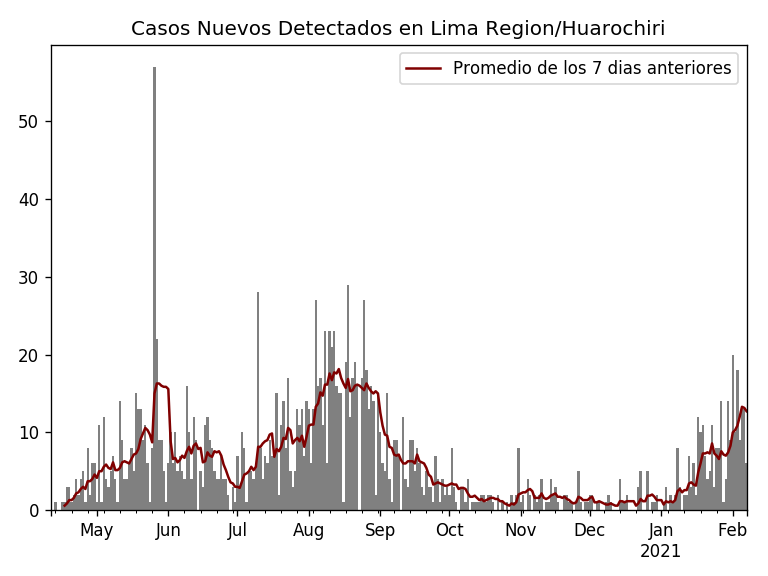 Casos Nuevos Detectados en Lima Region/Huarochiri
Promedio de los 7 dias anteriores
50
40
30
20
10
0
May Jun Jul Aug Sep Oct Nov Dec Jan Feb
2021